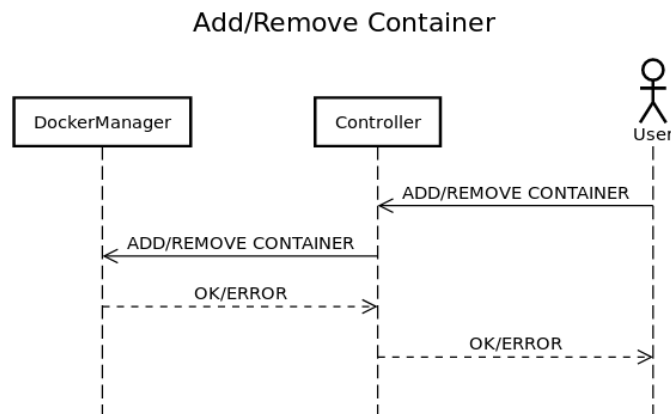 Add/Remove Container
DockerManager
Controller
User
ADD/REMOVE CONTAINER
ADD/REMOVE CONTAINER
OK/ERROR
OK/ERROR